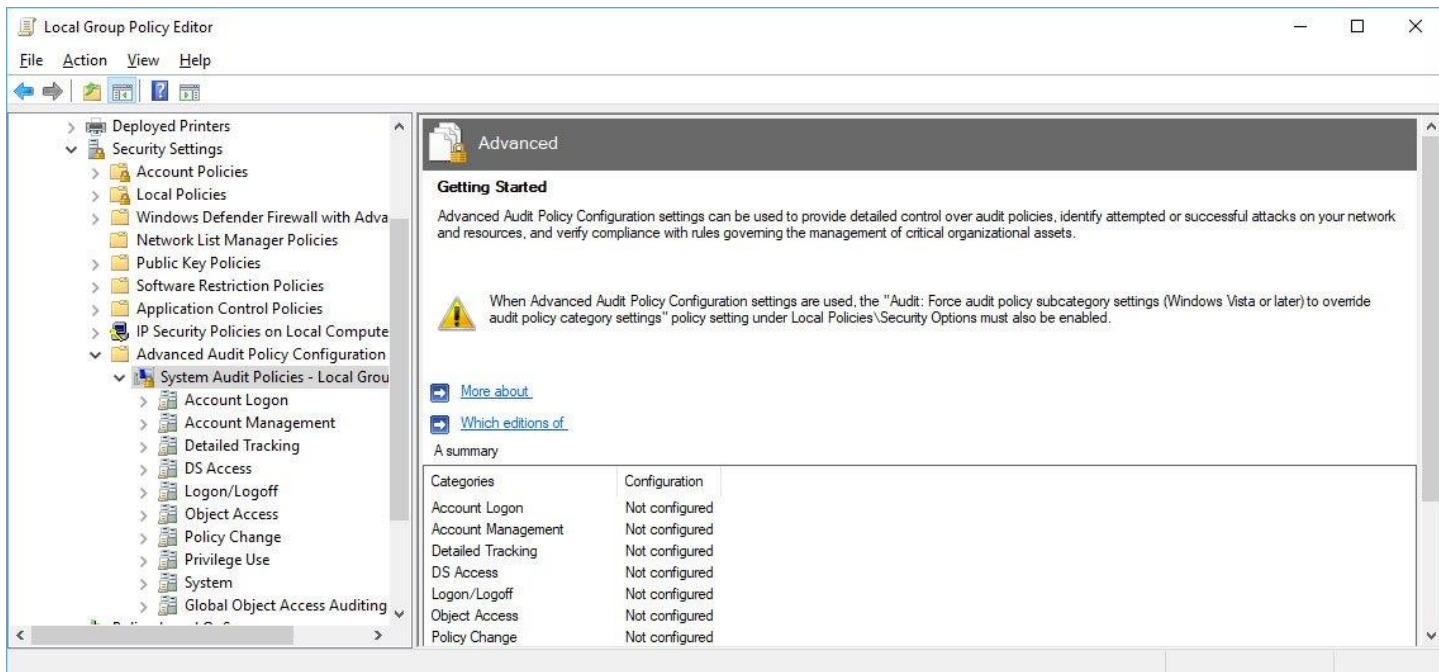 Local Group Policy Editor
File Action View Help
Deployed Printers
Security Settings
Account Policies
Local Policies
Windows Defender Firewall with Adva
Network List Manager Policies
Public Key Policies
Software Restriction Policies
Application Control Policies
IP Security Policies on Local Compute
Advanced Audit Policy Configuration
System Audit Policies - Local Grou
Account Logon
Account Management
Detailed Tracking
DS Access
Logon/Logoff
Object Access
Policy Change
Privilege Use
System
Global Object Access Auditing
Advanced
Getting Started
Advanced Audit Policy Configuration settings can be used to provide detailed control over audit policies, identify attempted or successful attacks on your network
and resources, and verify compliance with rules governing the management of critical organizational assets.
When Advanced Audit Policy Configuration settings are used, the "Audit: Force audit policy subcategory settings (Windows Vista or later) to override
audit policy category settings" policy setting under Local Policies\Security Options must also be enabled.
More about
Which editions of
A summary
Categories Configuration
Account Logon Not configured
Account Management Not configured
Detailed Tracking Not configured
DS Access Not configured
Logon/Logoff Not configured
Object Access Not configured
Policy Change Not configured